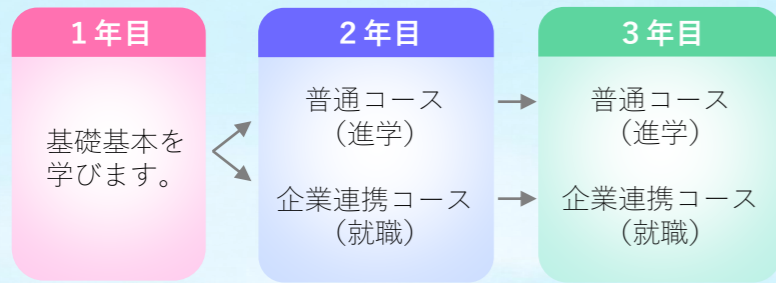 1年目
基礎基本を
学びます。
2年目
普通コース
(進学)
企業連携コース
(就職)
3年目
普通コース
(進学)
企業連携コース
(就職)